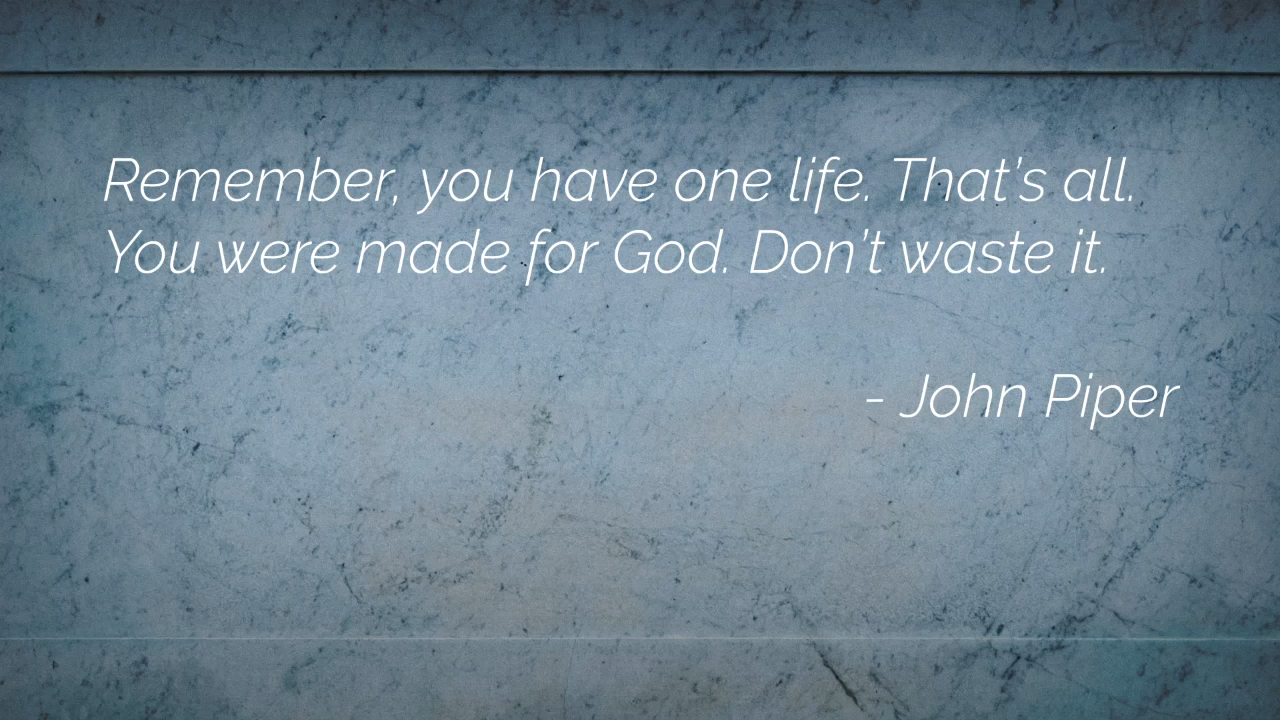 Remember, you have one life. That’s all.
You were made for God. Don’t waste it.
- John Piper